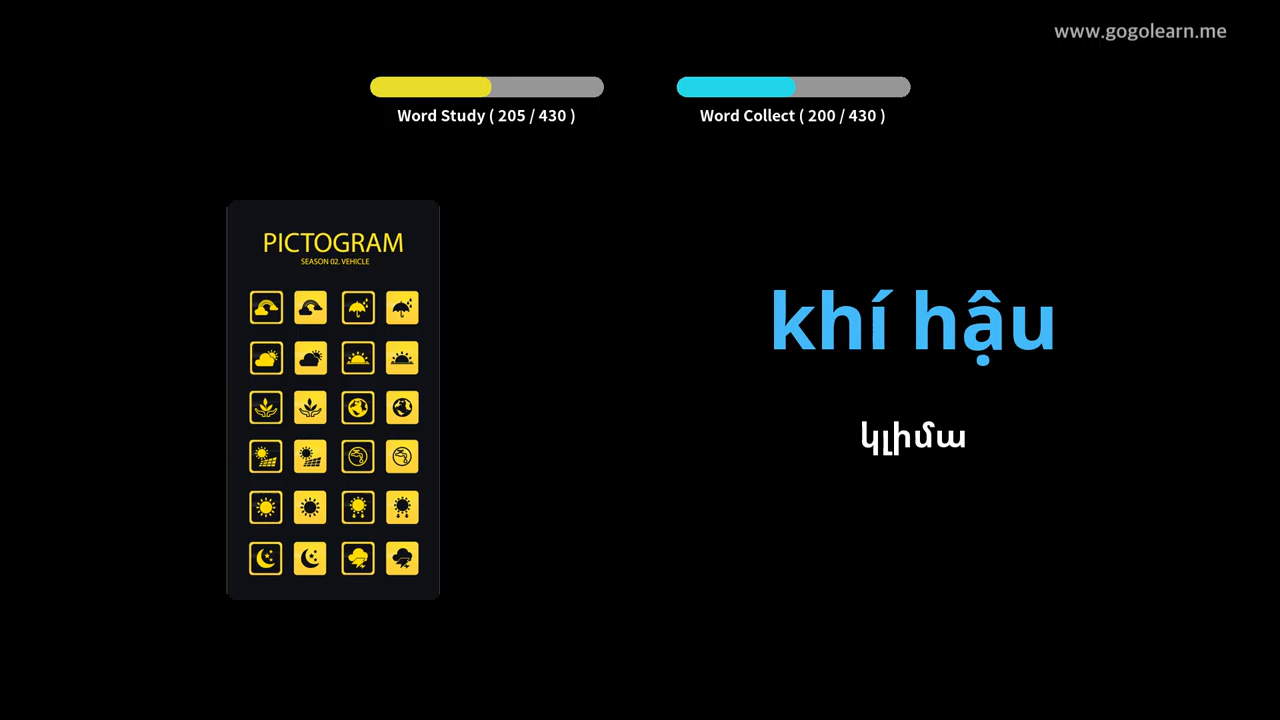 www.gogolearn.me
Word Study ( 205 / 430 )
Word Collect ( 200 / 430 )
PICTOGRAM
SEASON 02. VEHICLE
khí hậu
կլիմա